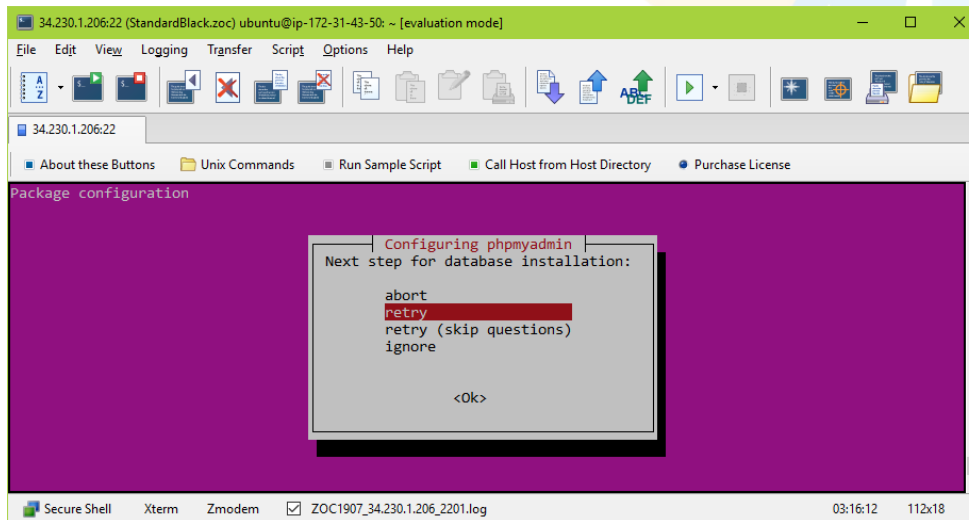 34.230.1.206:22 (StandardBlack.zoc) ubuntu@ip-172-31-43-50: ~ [evaluation mode]
File Edit View Logging Transfer Script Options Help
A
Z
ABC
DEF
34.230.1.206:22
About these Buttons Unix Commands Run Sample Script Call Host from Host Directory Purchase License
Package configuration
Configuring phpmyadmin
Next step for database installation:
abort
retry
retry (skip questions)
ignore
<Ok>
Secure Shell Xterm Zmodem ZOC1907_34.230.1.206_2201.log 03:16:12 112x18